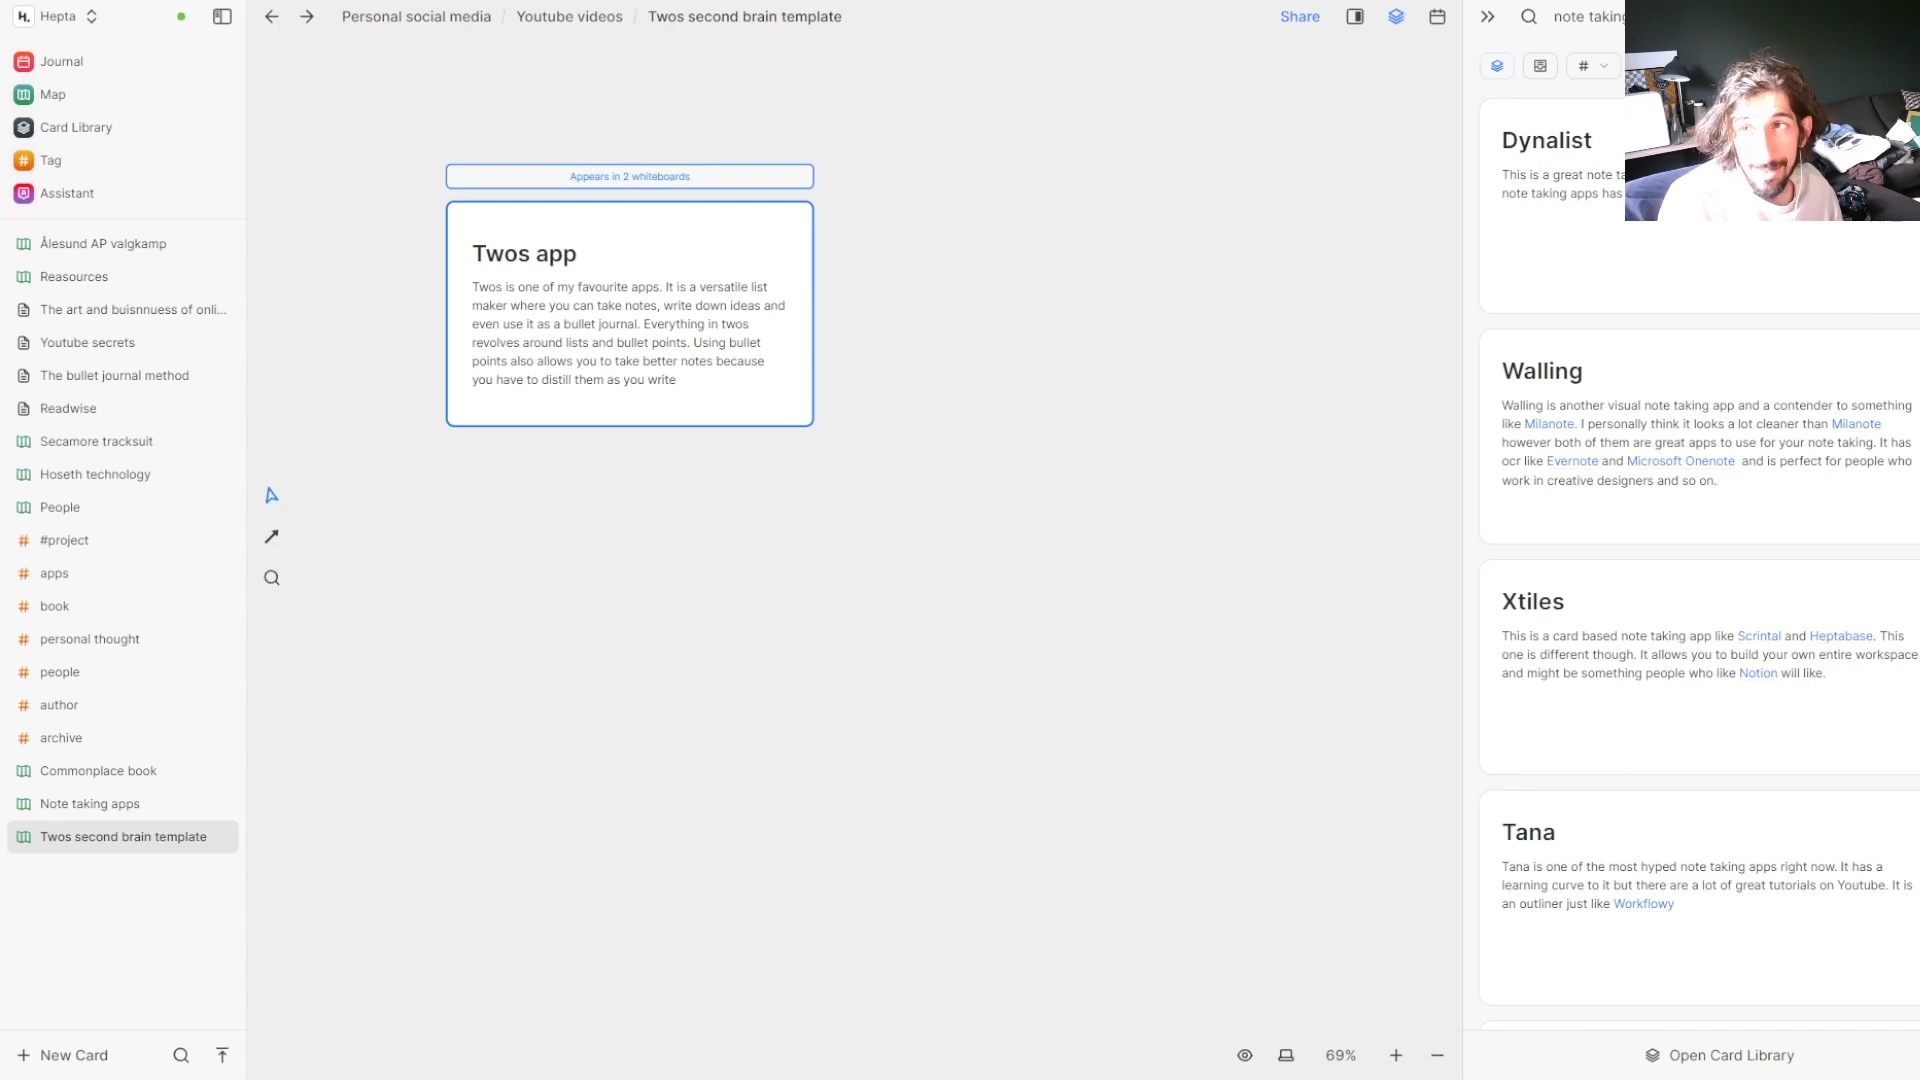 H. Hepta
Journal
Map
Card Library
Tag
Assistant
Ålesund AP valgkamp
Reasources
The art and buisnnuess of onli...
Youtube secrets
The bullet journal method
Readwise
Secamore tracksuit
Hoseth technology
People
#project
apps
book
personal thought
people
author
archive
Commonplace book
Note taking apps
Twos second brain template
New Card
Personal social media / Youtube videos / Twos second brain template
Share
Appears in 2 whiteboards
Twos app
Twos is one of my favourite apps. It is a versatile list
maker where you can take notes, write down ideas and
even use it as a bullet journal. Everything in twos
revolves around lists and bullet points. Using bullet
points also allows you to take better notes because
you have to distill them as you write
69%
note taking
#
Dynalist
This is a great note
note taking apps has
Walling
Walling is another visual note taking app and a contender to something
like Milanote. I personally think it looks a lot cleaner than Milanote
however both of them are great apps to use for your note taking. It has
ocr like Evernote and Microsoft Onenote and is perfect for people who
work in creative designers and so on.
Xtiles
This is a card based note taking app like Scrintal and Heptabase. This
one is different though. It allows you to build your own entire workspace
and might be something people who like Notion will like.
Tana
Tana is one of the most hyped note taking apps right now. It has a
learning curve to it but there are a lot of great tutorials on Youtube. It is
an outliner just like Workflowy
Open Card Library